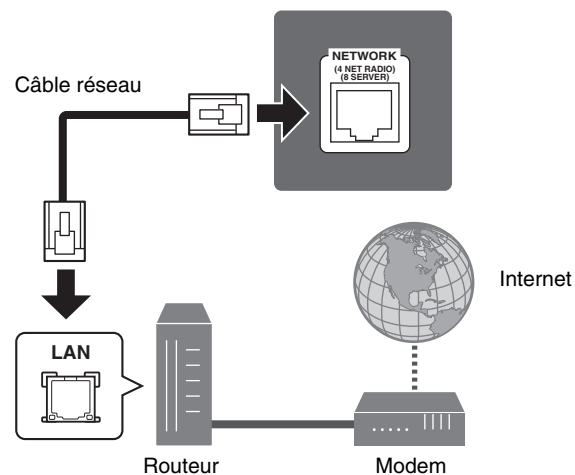 NETWORK
(4 NET RADIO)
(8 SERVER)
Câble réseau
Internet
LAN
Routeur
Modem